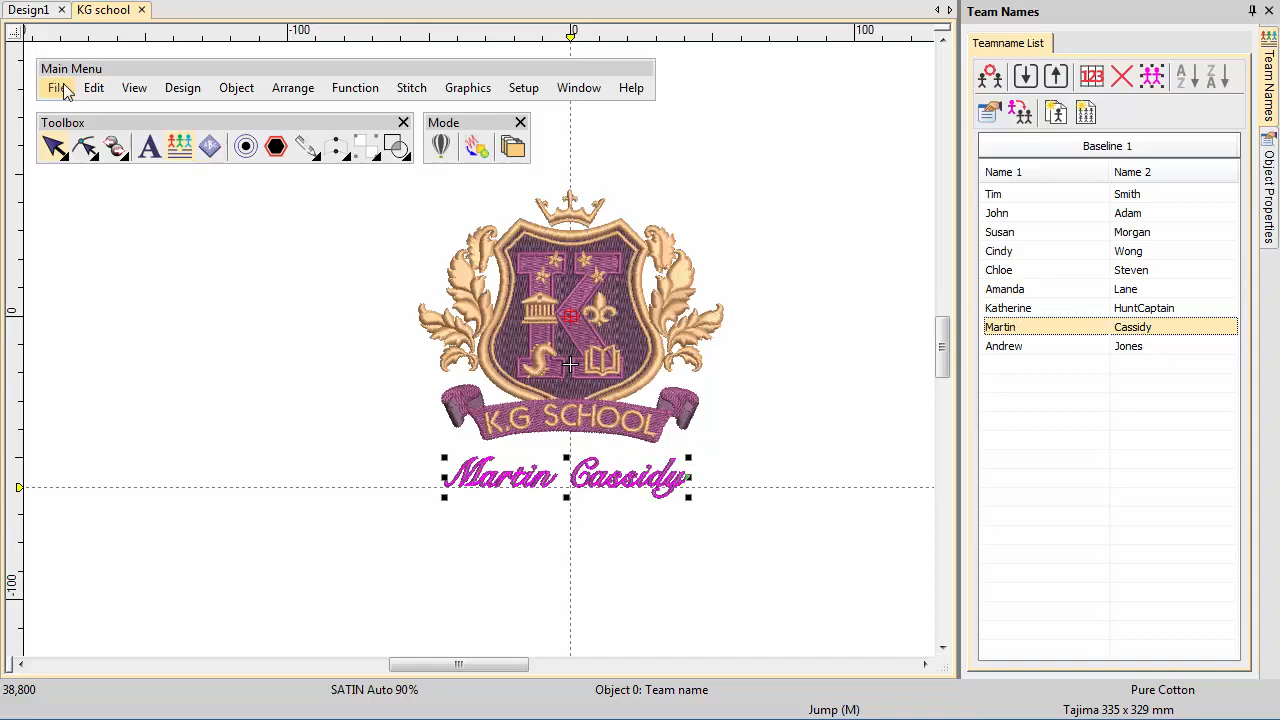 Design1
KG school
-100
0
100
Main Menu
File Edit View Design Object Arrange Function Stitch Graphics Setup Window Help
Toolbox
Mode
A
0
-100
K
K.G SCHOOL
Martin Cassidy
Team Names
Teamname List
123
A
Z
Z
A
Baseline 1
Name 1 Name 2
Tim Smith
John Adam
Susan Morgan
Cindy Wong
Chloe Steven
Amanda Lane
Katherine HuntCaptain
Martin Cassidy
Andrew Jones
Team Names
Object Properties
38,800 SATIN Auto 90% Object 0: Team name Pure Cotton
Jump (M) Tajima 335 x 329 mm